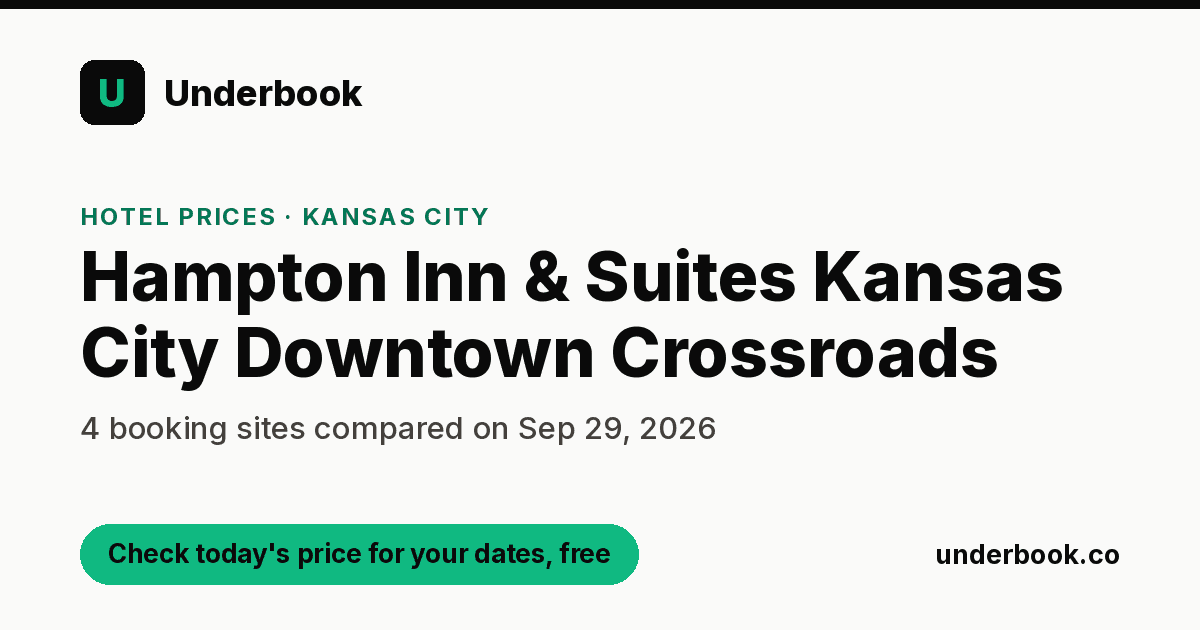 U Underbook
HOTEL PRICES · KANSAS CITY
Hampton Inn & Suites Kansas
City Downtown Crossroads
4 booking sites compared on Sep 29, 2026
Check today's price for your dates, free
underbook.co